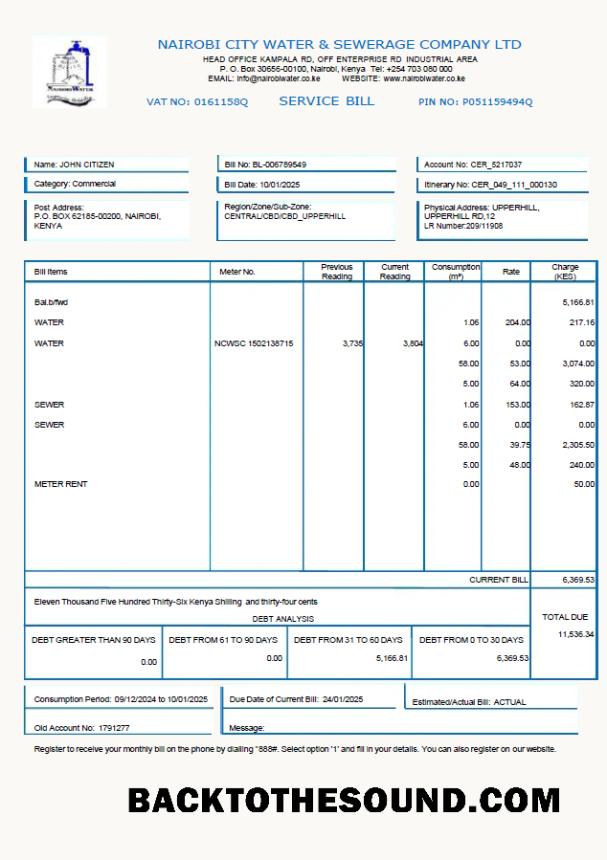 NAIROBI CITY WATER & SEWERAGE COMPANY LTD
HEAD OFFICE KAMPALA RD, OFF ENTERPRISE RD INDUSTRIAL AREA
P. O. Box 30656-00100, Nairobi, Kenya Tel: +254 703 080 000
EMAIL: info@nairobiwater.co.ke WEBSITE: www.nairobiwater.co.ke
VAT NO: 0161158Q SERVICE BILL PIN NO: P051159494Q
NAIROBI WATER
Name: JOHN CITIZEN Bill No: BL-006789549 Account No: CER_5217037
Category: Commercial Bill Date: 10/01/2025 Itinerary No: CER_049_111_000130
Post Address:
P.O. BOX 62185-00200, NAIROBI,
KENYA
Region/Zone/Sub-Zone:
CENTRAL/CBD/CBD_UPPERHILL
Physical Address: UPPERHILL,
UPPERHILL RD,12
LR Number:209/11908
Bill Items Meter No. Previous Reading Current Reading Consumption (m³) Rate Charge (KES)
Bal.b/fwd 5,166.81
WATER 1.06 204.00 217.16
WATER NCWSC 1502138715 3,735 3,804 6.00 0.00 0.00
58.00 53.00 3,074.00
5.00 64.00 320.00
SEWER 1.06 153.00 162.87
SEWER 6.00 0.00 0.00
58.00 39.75 2,305.50
5.00 48.00 240.00
METER RENT 0.00 50.00
CURRENT BILL 6,369.53
Eleven Thousand Five Hundred Thirty-Six Kenya Shilling and thirty-four cents
DEBT ANALYSIS
TOTAL DUE
11,536.34
DEBT GREATER THAN 90 DAYS DEBT FROM 61 TO 90 DAYS DEBT FROM 31 TO 60 DAYS DEBT FROM 0 TO 30 DAYS
0.00 0.00 5,166.81 6,369.53
Consumption Period: 09/12/2024 to 10/01/2025 Due Date of Current Bill: 24/01/2025 Estimated/Actual Bill: ACTUAL
Old Account No: 1791277 Message:
Register to receive your monthly bill on the phone by dialing *888#. Select option '1' and fill in your details. You can also register on our website.
BACKTOTHESOUND.COM